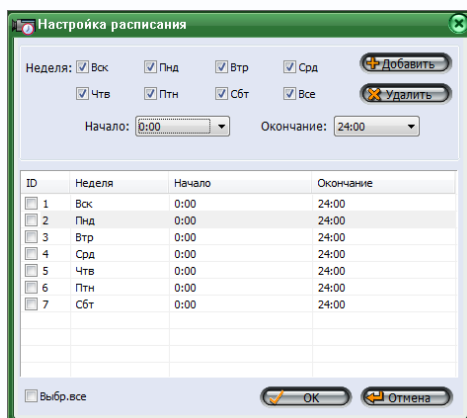 Настройка расписания
Неделя: Вск Пнд Втр Срд Добавить
Чтв Птн Сбт Все Удалить
Начало: 0:00 Окончание: 24:00
ID Неделя Начало Окончание
1 Вск 0:00 24:00
2 Пнд 0:00 24:00
3 Втр 0:00 24:00
4 Срд 0:00 24:00
5 Чтв 0:00 24:00
6 Птн 0:00 24:00
7 Сбт 0:00 24:00
Выбр.все OK Отмена